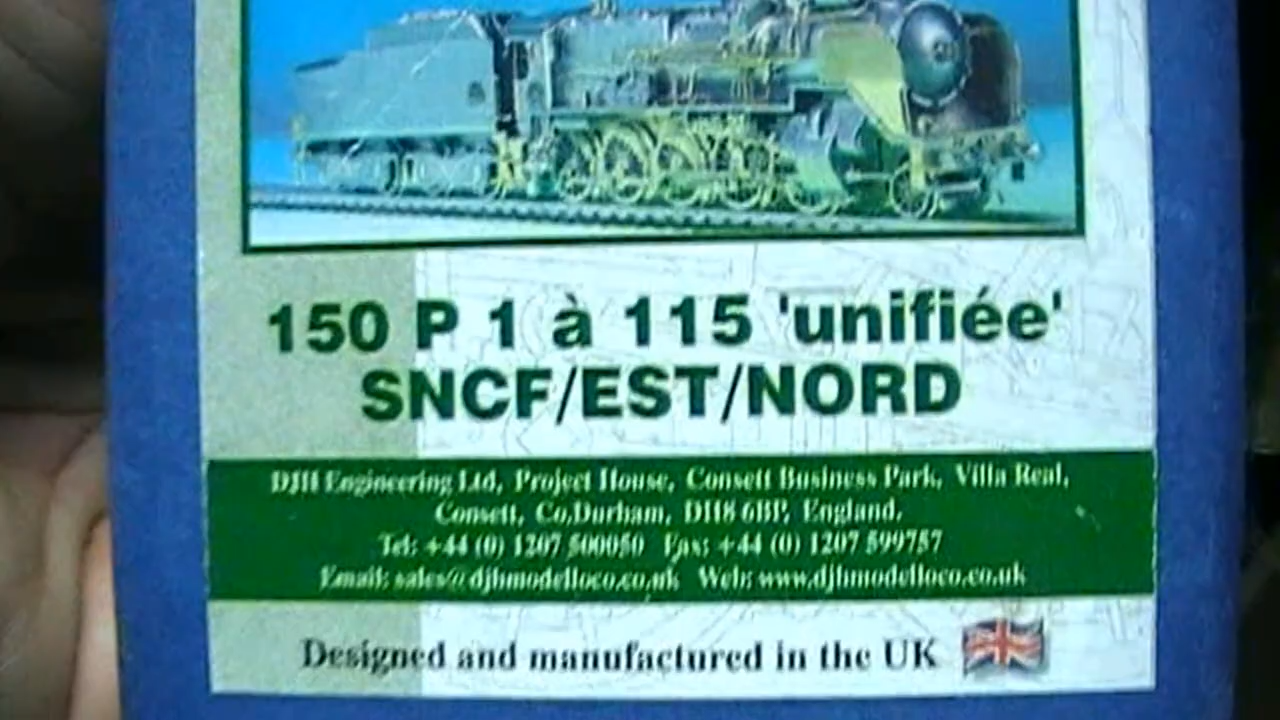 150 P 1 à 115 'unifiée'
SNCF/EST/NORD
DJH Engineering Ltd, Project House, Consett Business Park, Villa Real,
Consett, Co.Durham, DH8 6BP, England.
Tel: +44 (0) 1207 500050 Fax: +44 (0) 1207 599757
Email: sales@djhmodelloco.co.uk Web: www.djhmodelloco.co.uk
Designed and manufactured in the UK